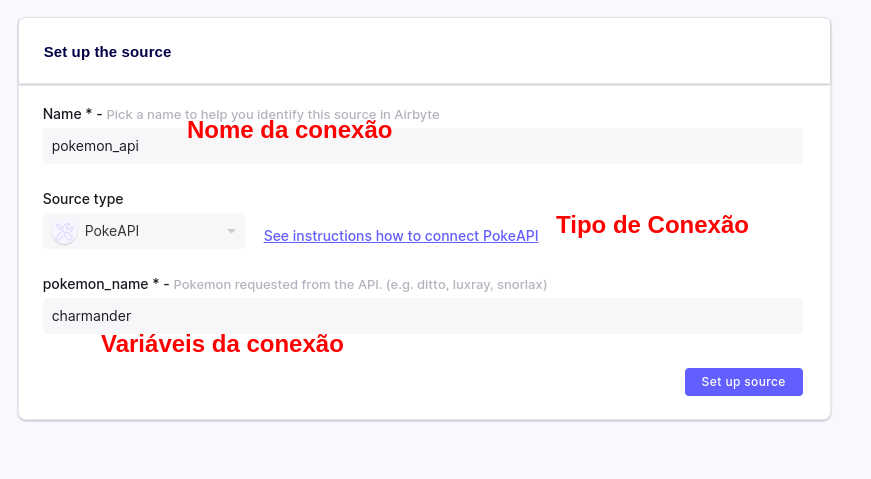 Set up the source
Name * - Pick a name to help you identify this source in Airbyte
Nome da conexão
pokemon_api
Source type
PokeAPI
See instructions how to connect PokeAPI
Tipo de Conexão
pokemon_name * - Pokemon requested from the API. (e.g. ditto, luxray, snorlax)
charmander
Variáveis da conexão
Set up source